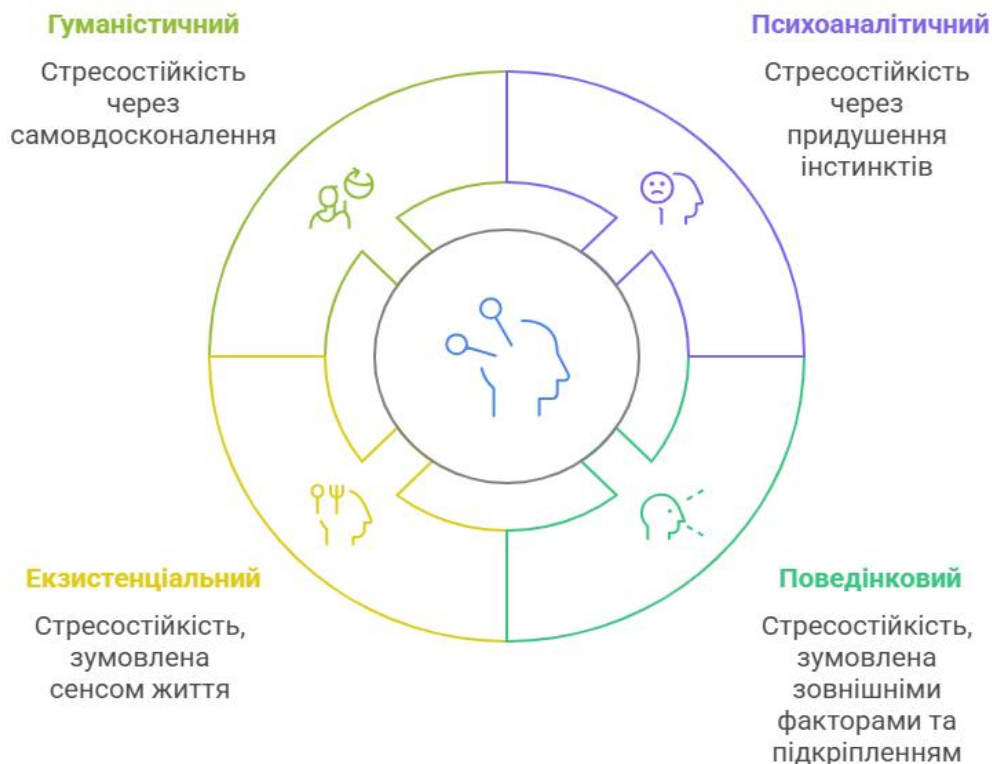 Гуманістичний
Стресостійкість
через
самовдосконалення
Психоаналітичний
Стресостійкість
через
придушення
інстинктів
Екзистенціальний
Стресостійкість,
зумовлена
сенсом життя
Поведінковий
Стресостійкість,
зумовлена
зовнішніми
факторами та
підкріпленням